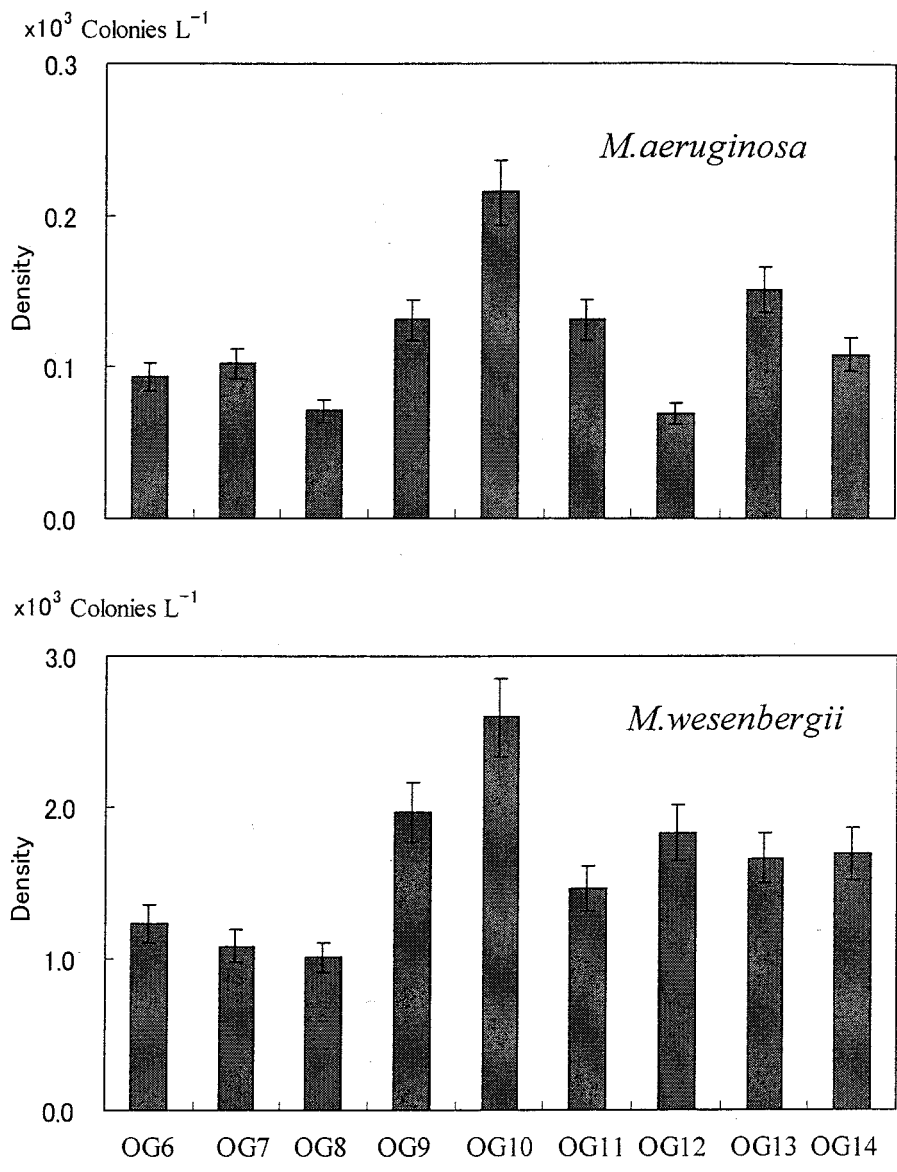 x10³ Colonies L⁻¹
0.3
M.aeruginosa
0.2
Density
0.1
0.0
x10³ Colonies L⁻¹
3.0
M.wesenbergii
2.0
Density
1.0
0.0
OG6 OG7 OG8 OG9 OG10 OG11 OG12 OG13 OG14